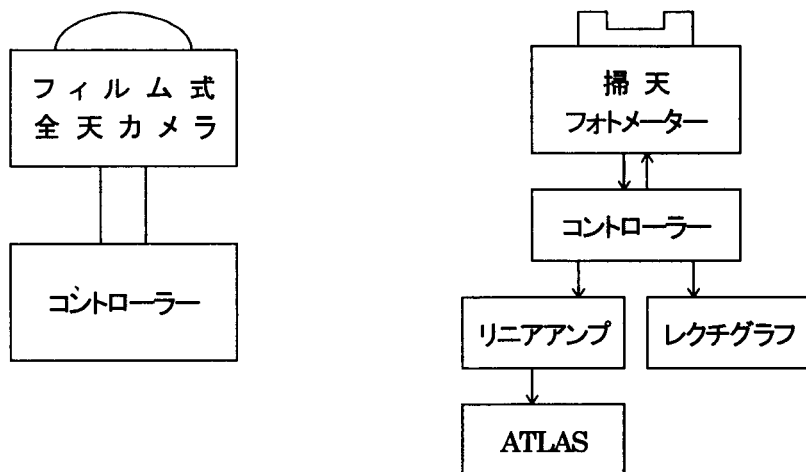 フィルム式
全天カメラ
コントローラー
掃天
フォトメーター
コントローラー
リニアアンプ
レクチグラフ
ATLAS